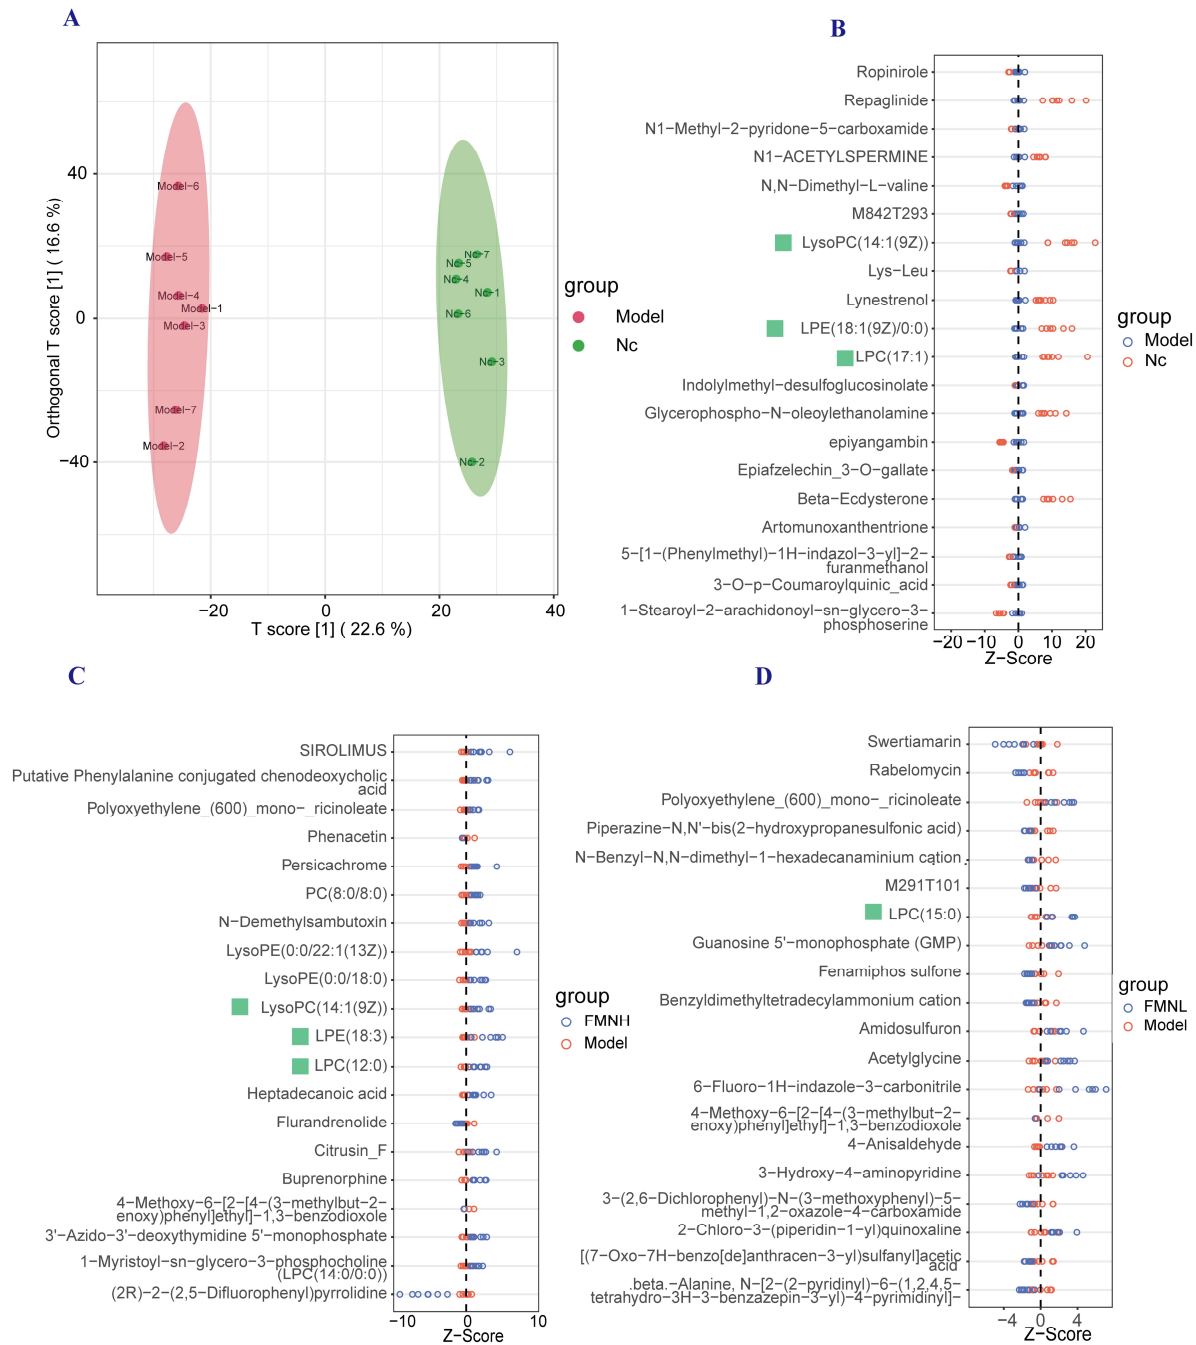 A
40
0
−40
Orthogonal T score [1] ( 16.6 %)
Model−6
Model−5
Model−4
Model−1
Model−3
Model−7
Model−2
Nc−7
Nc−5
Nc−4
Nc−1
Nc−6
Nc−3
Nc−2
−20
0
20
40
T score [1] ( 22.6 %)
group
Model
Nc
B
Ropinirole
Repaglinide
N1−Methyl−2−pyridone−5−carboxamide
N1−ACETYLSPERMINE
N,N−Dimethyl−L−valine
M842T293
LysoPC(14:1(9Z))
Lys−Leu
Lynestrenol
LPE(18:1(9Z)/0:0)
LPC(17:1)
Indolylmethyl−desulfoglucosinolate
Glycerophospho−N−oleoylethanolamine
epiyangambin
Epiafzelechin_3−O−gallate
Beta−Ecdysterone
Artomunoxanthentrione
5−[1−(Phenylmethyl)−1H−indazol−3−yl]−2−
furanmethanol
3−O−p−Coumaroylquinic_acid
1−Stearoyl−2−arachidonoyl−sn−glycero−3−
phosphoserine
−20
−10
0
10
20
Z−Score
group
Model
Nc
C
SIROLIMUS
Putative Phenylalanine conjugated chenodeoxycholic
acid
Polyoxyethylene_(600)_mono−_ricinoleate
Phenacetin
Persicachrome
PC(8:0/8:0)
N−Demethylsambutoxin
LysoPE(0:0/22:1(13Z))
LysoPE(0:0/18:0)
LysoPC(14:1(9Z))
LPE(18:3)
LPC(12:0)
Heptadecanoic acid
Flurandrenolide
Citrusin_F
Buprenorphine
4−Methoxy−6−[2−[4−(3−methylbut−2−
enoxy)phenyl]ethyl]−1,3−benzodioxole
3'−Azido−3'−deoxythymidine 5'−monophosphate
1−Myristoyl−sn−glycero−3−phosphocholine
(LPC(14:0/0:0))
(2R)−2−(2,5−Difluorophenyl)pyrrolidine
−10
0
10
Z−Score
group
FMNH
Model
D
Swertiamarin
Rabelomycin
Polyoxyethylene_(600)_mono−_ricinoleate
Piperazine−N,N'−bis(2−hydroxypropanesulfonic acid)
N−Benzyl−N,N−dimethyl−1−hexadecanaminium cation
M291T101
LPC(15:0)
Guanosine 5'−monophosphate (GMP)
Fenamiphos sulfone
Benzyldimethyltetradecylammonium cation
Amidosulfuron
Acetylglycine
6−Fluoro−1H−indazole−3−carbonitrile
4−Methoxy−6−[2−[4−(3−methylbut−2−
enoxy)phenyl]ethyl]−1,3−benzodioxole
4−Anisaldehyde
3−Hydroxy−4−aminopyridine
3−(2,6−Dichlorophenyl)−N−(3−methoxyphenyl)−5−
methyl−1,2−oxazole−4−carboxamide
2−Chloro−3−(piperidin−1−yl)quinoxaline
[(7−Oxo−7H−benzo[de]anthracen−3−yl)sulfanyl]acetic
acid
.beta.−Alanine, N−[2−(2−pyridinyl)−6−(1,2,4,5−
tetrahydro−3H−3−benzazepin−3−yl)−4−pyrimidinyl]−
−4
0
4
Z−Score
group
FMNL
Model